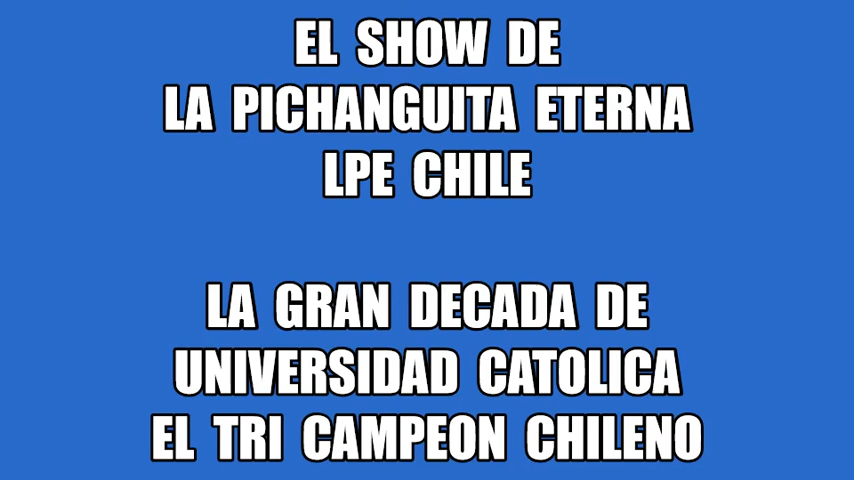 EL SHOW DE
LA PICHANGUITA ETERNA
LPE CHILE
LA GRAN DECADA DE
UNIVERSIDAD CATOLICA
EL TRI CAMPEON CHILENO